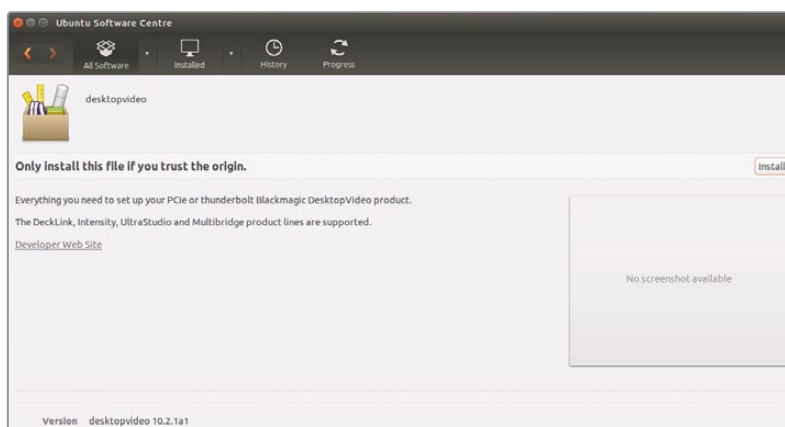 Ubuntu Software Centre
All Software
Installed
History
Progress
desktopvideo
Only install this file if you trust the origin.
Install
Everything you need to set up your PCIe or thunderbolt Blackmagic DesktopVideo product.
The DeckLink, Intensity, UltraStudio and Multibridge product lines are supported.
Developer Web Site
No screenshot available
Version desktopvideo 10.2.1a1